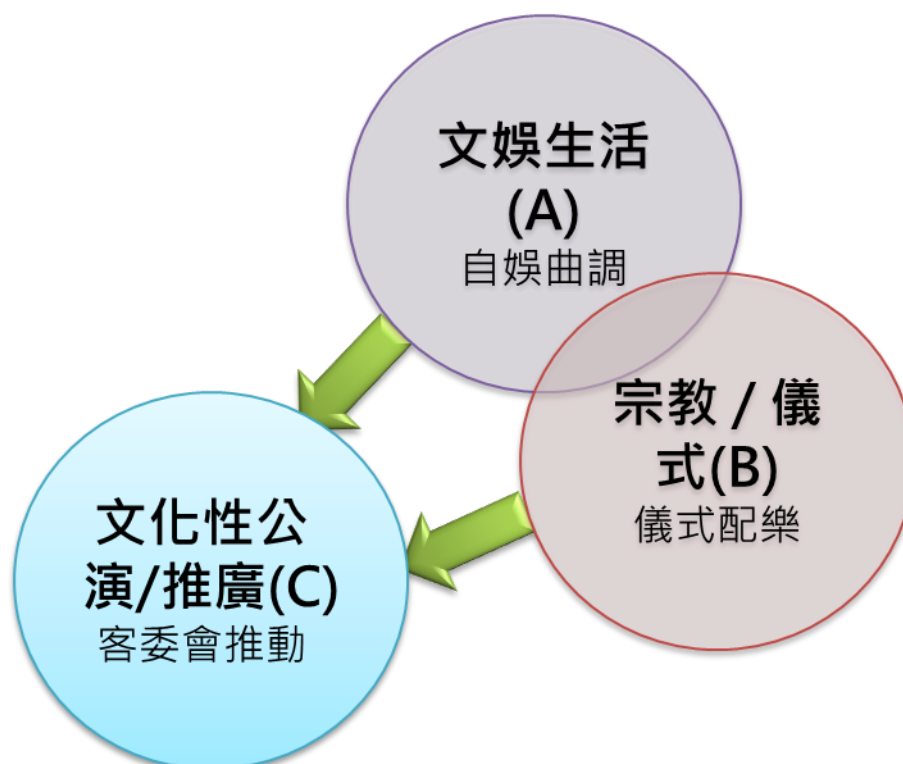 文娛生活
(A)
自娛曲調
宗教 / 儀
式(B)
儀式配樂
文化性公
演/推廣(C)
客委會推動